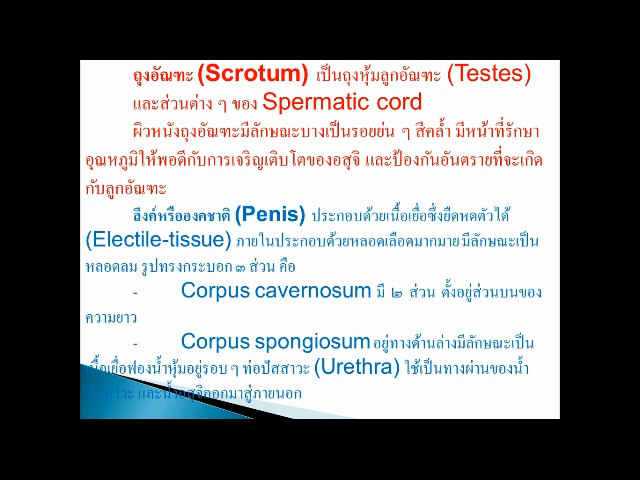 ถุงอัณฑะ (Scrotum) เป็นถุงหุ้มลูกอัณฑะ (Testes)
และส่วนต่าง ๆ ของ Spermatic cord
ผิวหนังถุงอัณฑะมีลักษณะบางเป็นรอยย่น ๆ สีคล้ำ มีหน้าที่รักษา
อุณหภูมิให้พอดีกับการเจริญเติบโตของอสุจิ และป้องกันอันตรายที่จะเกิด
กับลูกอัณฑะ
ลึงค์หรือองคชาติ (Penis) ประกอบด้วยเนื้อเยื่อซึ่งยืดหดตัวได้
(Electile-tissue) ภายในประกอบด้วยหลอดเลือดมากมาย มีลักษณะเป็น
หลอดลม รูปทรงกระบอก ๓ ส่วน คือ
- Corpus cavernosum มี ๒ ส่วน ตั้งอยู่ส่วนบนของ
ความยาว
- Corpus spongiosum อยู่ทางด้านล่างมีลักษณะเป็น
เนื้อเยื่อฟองน้ำหุ้มอยู่รอบ ๆ ท่อปัสสาวะ (Urethra) ใช้เป็นทางผ่านของน้ำ
ปัสสาวะ และน้ำอสุจิออกมาสู่ภายนอก